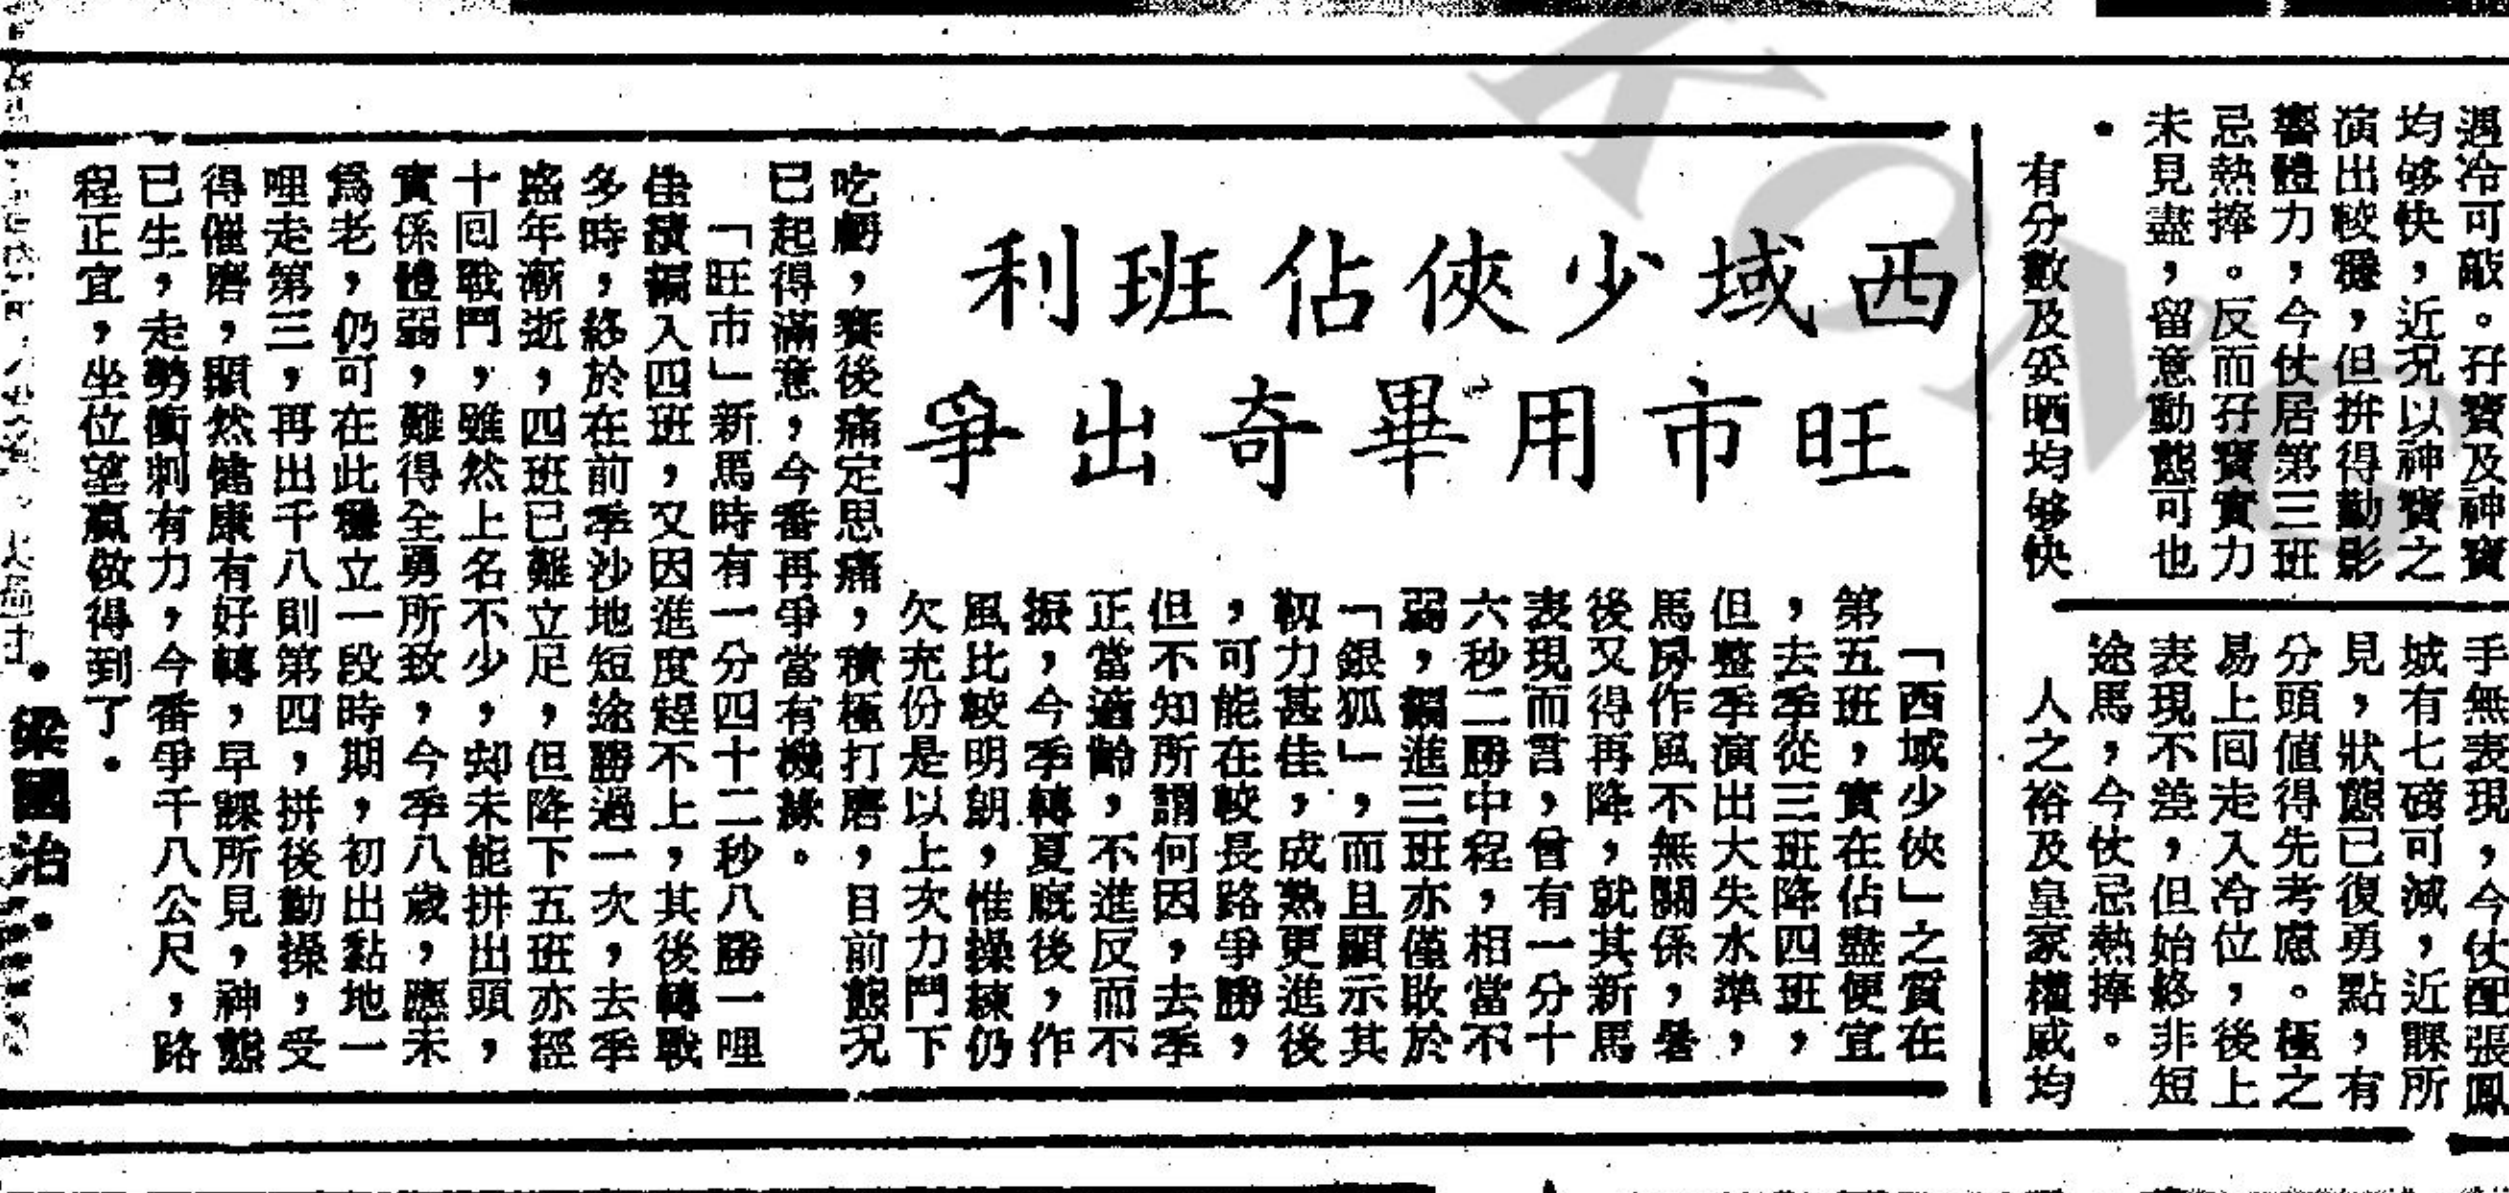 遇冷可敲。孖寶及神寶
均够快，近況以神寶之
演出較穩，但拚得勤影
響體力，今仗居第三班
忌熱捧。反而孖寶實力
未見盡，留意動態可也
．
有分數及妥晒均够快
手無表現，今仗配張鳳
城有七磅可減，近課所
見，狀態已復勇點，有
分頭値得先考慮。極之
易上回走入冷位，後上
表現不差，但始終非短
途馬，今仗忌熱捧。
人之裕及皇家權威均
西域少俠佔班利
旺市用畢奇出爭
「西域少俠」之質在
第五班，實在佔盡便宜
，去季從三班降四班，
但整季演出大失水準，
馬房作風不無關係，暑
後又得再降，就其新馬
表現而言，曾有一分十
六秒二勝中程，相當不
弱，躍進三班亦僅敗於
「銀狐」，而且顯示其
韌力甚佳，成熟更進後
，可能在較長路爭勝，
但不知所謂何因，去季
正當適齡，不進反而不
振，今季轉夏廐後，作
風比較明朗，惟操練仍
欠充份是以上次力鬥下
吃虧，賽後痛定思痛，積極打磨，目前態況
已起得滿意，今番再爭當有機緣。
「旺市」新馬時有一分四十二秒八勝一哩
佳績躍入四班，又因進度趕不上，其後轉戰
多時，終於在前季沙地短途勝過一次，去季
盛年漸逝，四班已難立足，但降下五班亦經
十回戰鬥，雖然上名不少，却未能拼出頭，
實係體弱，難得全勇所致，今季八歲，應未
爲老，仍可在此穩立一段時期，初出黏地一
哩走第三，再出千八則第四，拼後勤操，受
得催磨，顯然健康有好轉，早課所見，神態
已生，走勢衝刺有力，今番爭千八公尺，路
程正宜，坐位望贏做得到了．
．梁國治．